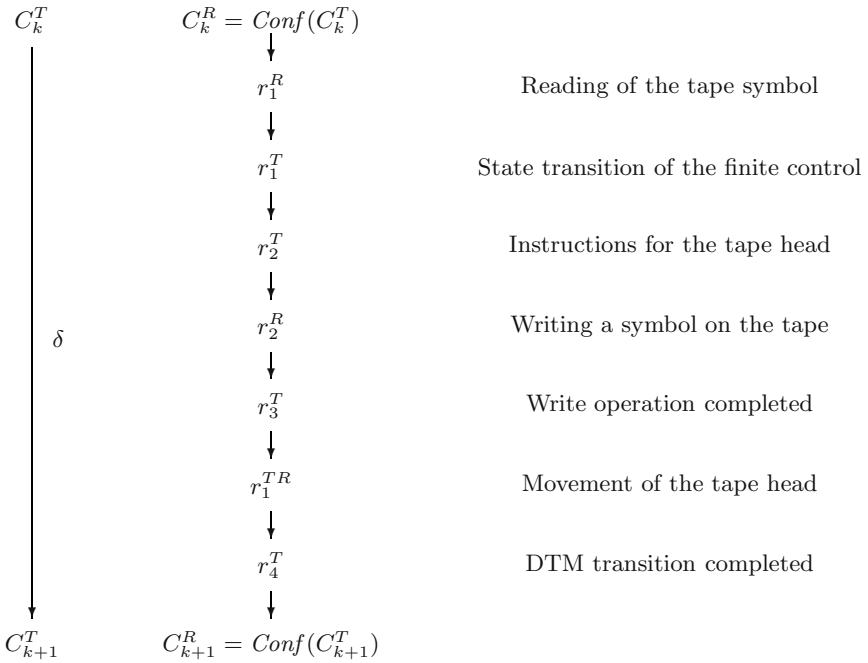 C_k^T C_k^R = Conf(C_k^T)
r_1^R Reading of the tape symbol
r_1^T State transition of the finite control
r_2^T Instructions for the tape head
r_2^R Writing a symbol on the tape
δ
r_3^T Write operation completed
r_1^{TR} Movement of the tape head
r_4^T DTM transition completed
C_{k+1}^T C_{k+1}^R = Conf(C_{k+1}^T)